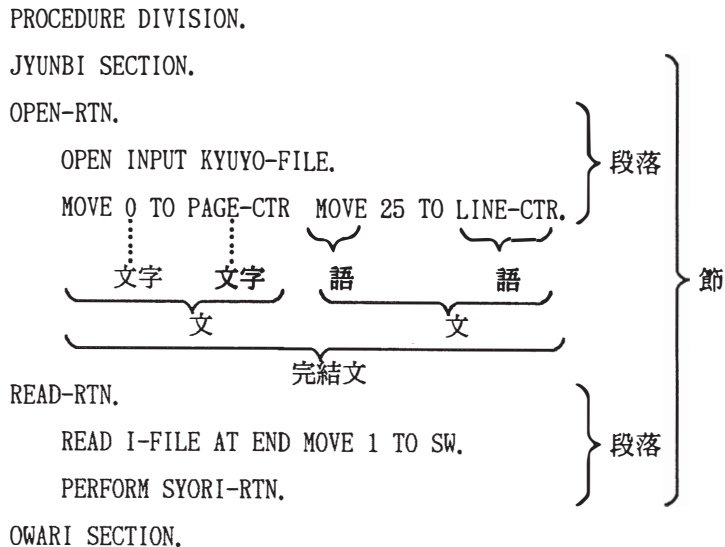 PROCEDURE DIVISION.
JYUNBI SECTION.
OPEN-RTN.
OPEN INPUT KYUYO-FILE.
段落
MOVE 0 TO PAGE-CTR MOVE 25 TO LINE-CTR.
文字 文字 語 語
節
文 文
完結文
READ-RTN.
READ I-FILE AT END MOVE 1 TO SW.
段落
PERFORM SYORI-RTN.
OWARI SECTION.